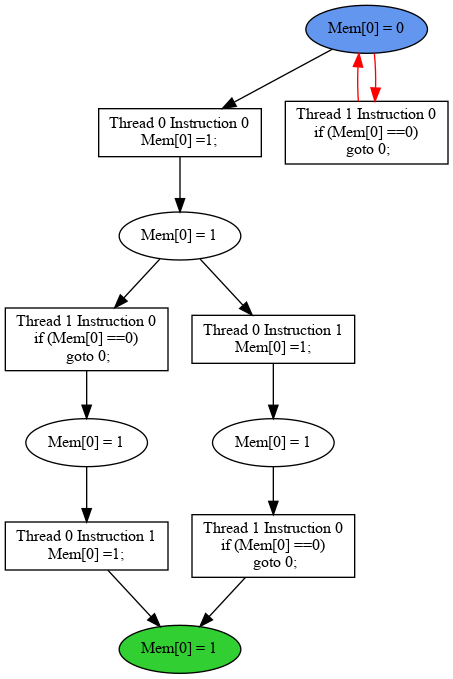 Mem[0] = 0
Thread 0 Instruction 0
Mem[0] =1;
Thread 1 Instruction 0
if (Mem[0] ==0)
goto 0;
Mem[0] = 1
Thread 1 Instruction 0
if (Mem[0] ==0)
goto 0;
Thread 0 Instruction 1
Mem[0] =1;
Mem[0] = 1
Mem[0] = 1
Thread 0 Instruction 1
Mem[0] =1;
Thread 1 Instruction 0
if (Mem[0] ==0)
goto 0;
Mem[0] = 1